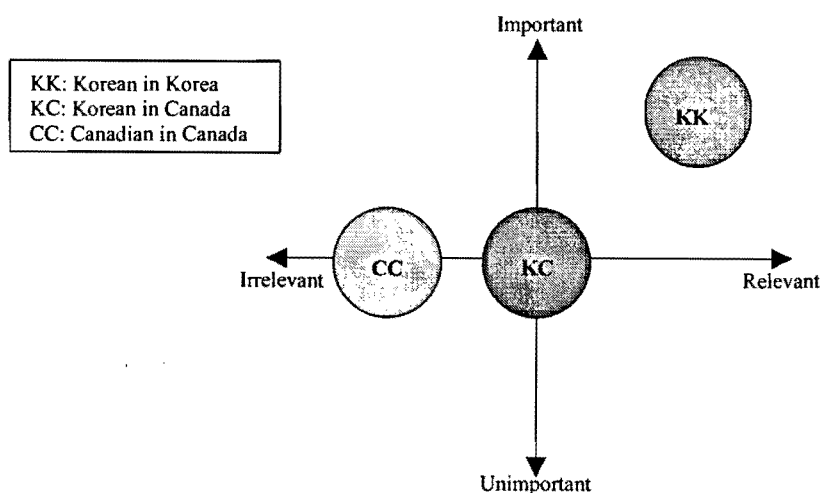 Important
KK: Korean in Korea
KC: Korean in Canada
CC: Canadian in Canada
KK
CC
KC
Irrelevant
Relevant
Unimportant